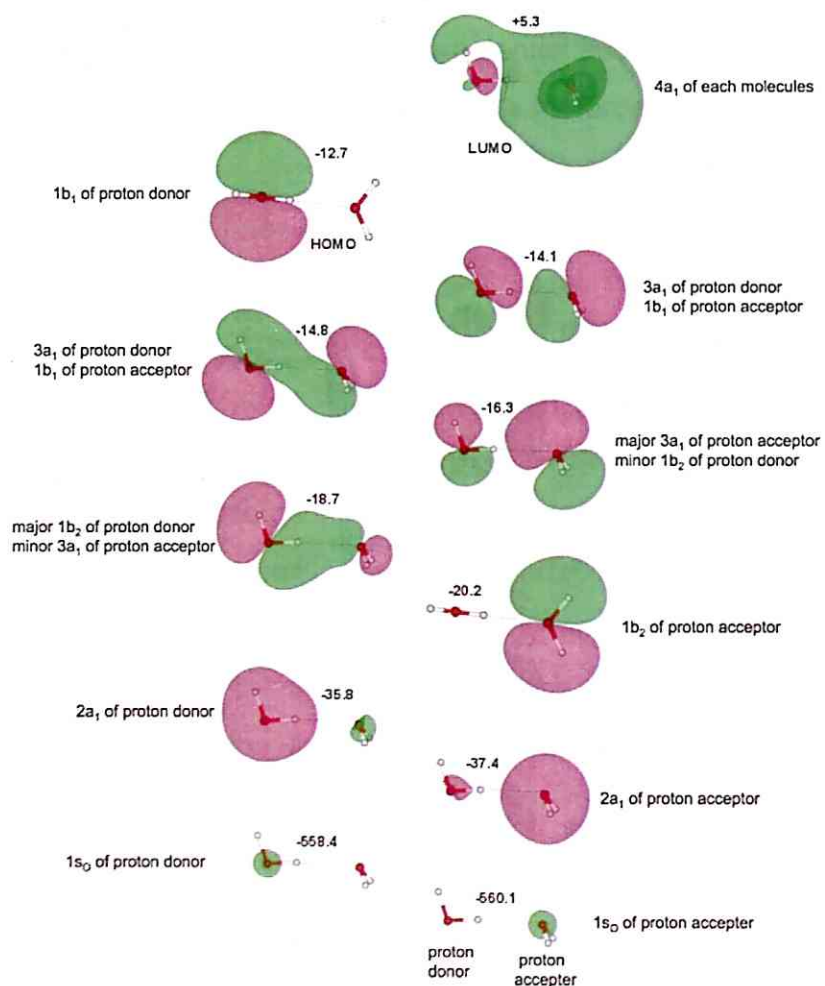 +5.3
4a₁ of each molecules
LUMO
-12.7
1b₁ of proton donor
HOMO
-14.1
3a₁ of proton donor
1b₁ of proton acceptor
-14.8
3a₁ of proton donor
1b₁ of proton acceptor
-16.3
major 3a₁ of proton acceptor
minor 1b₂ of proton donor
-18.7
major 1b₂ of proton donor
minor 3a₁ of proton acceptor
-20.2
1b₂ of proton acceptor
-35.8
2a₁ of proton donor
-37.4
2a₁ of proton acceptor
-558.4
1s₀ of proton donor
-560.1
1s₀ of proton accepter
proton
donor
proton
accepter